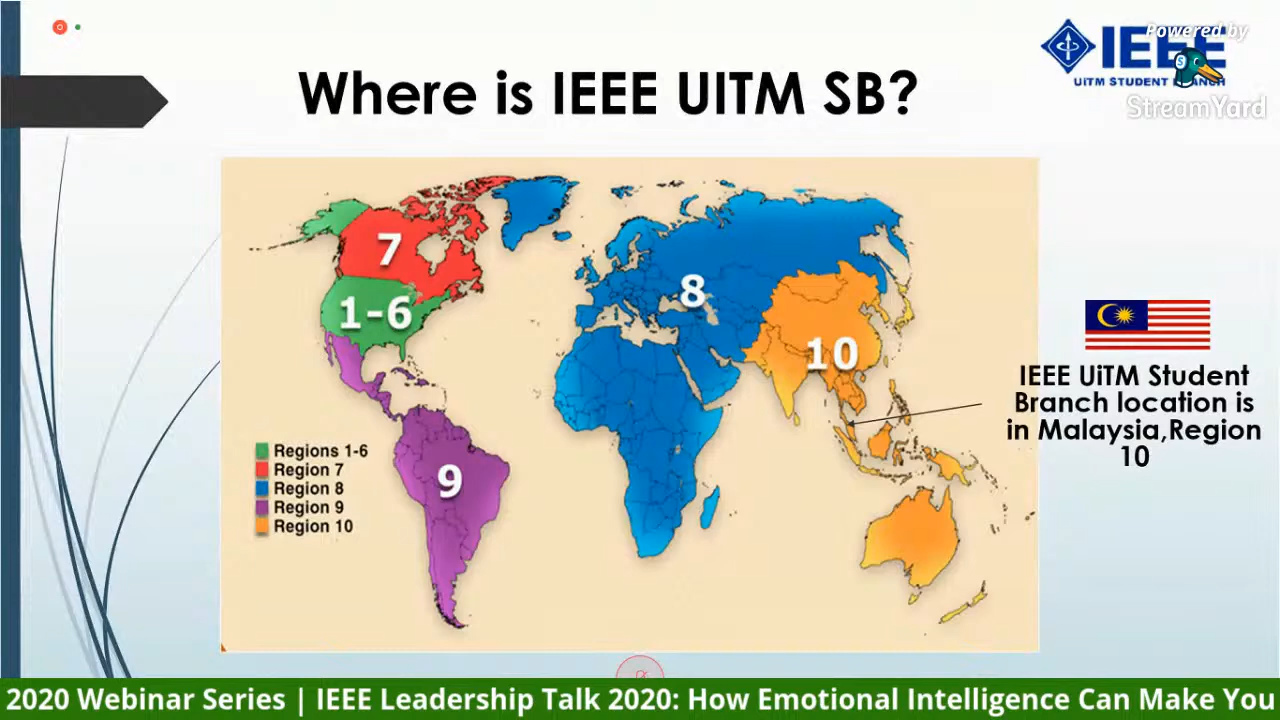 Powered by
IEEE
UiTM STUDENT BRANCH
StreamYard
Where is IEEE UITM SB?
7
1-6
8
10
9
Regions 1-6
Region 7
Region 8
Region 9
Region 10
IEEE UiTM Student
Branch location is
in Malaysia,Region
10
2020 Webinar Series | IEEE Leadership Talk 2020: How Emotional Intelligence Can Make You